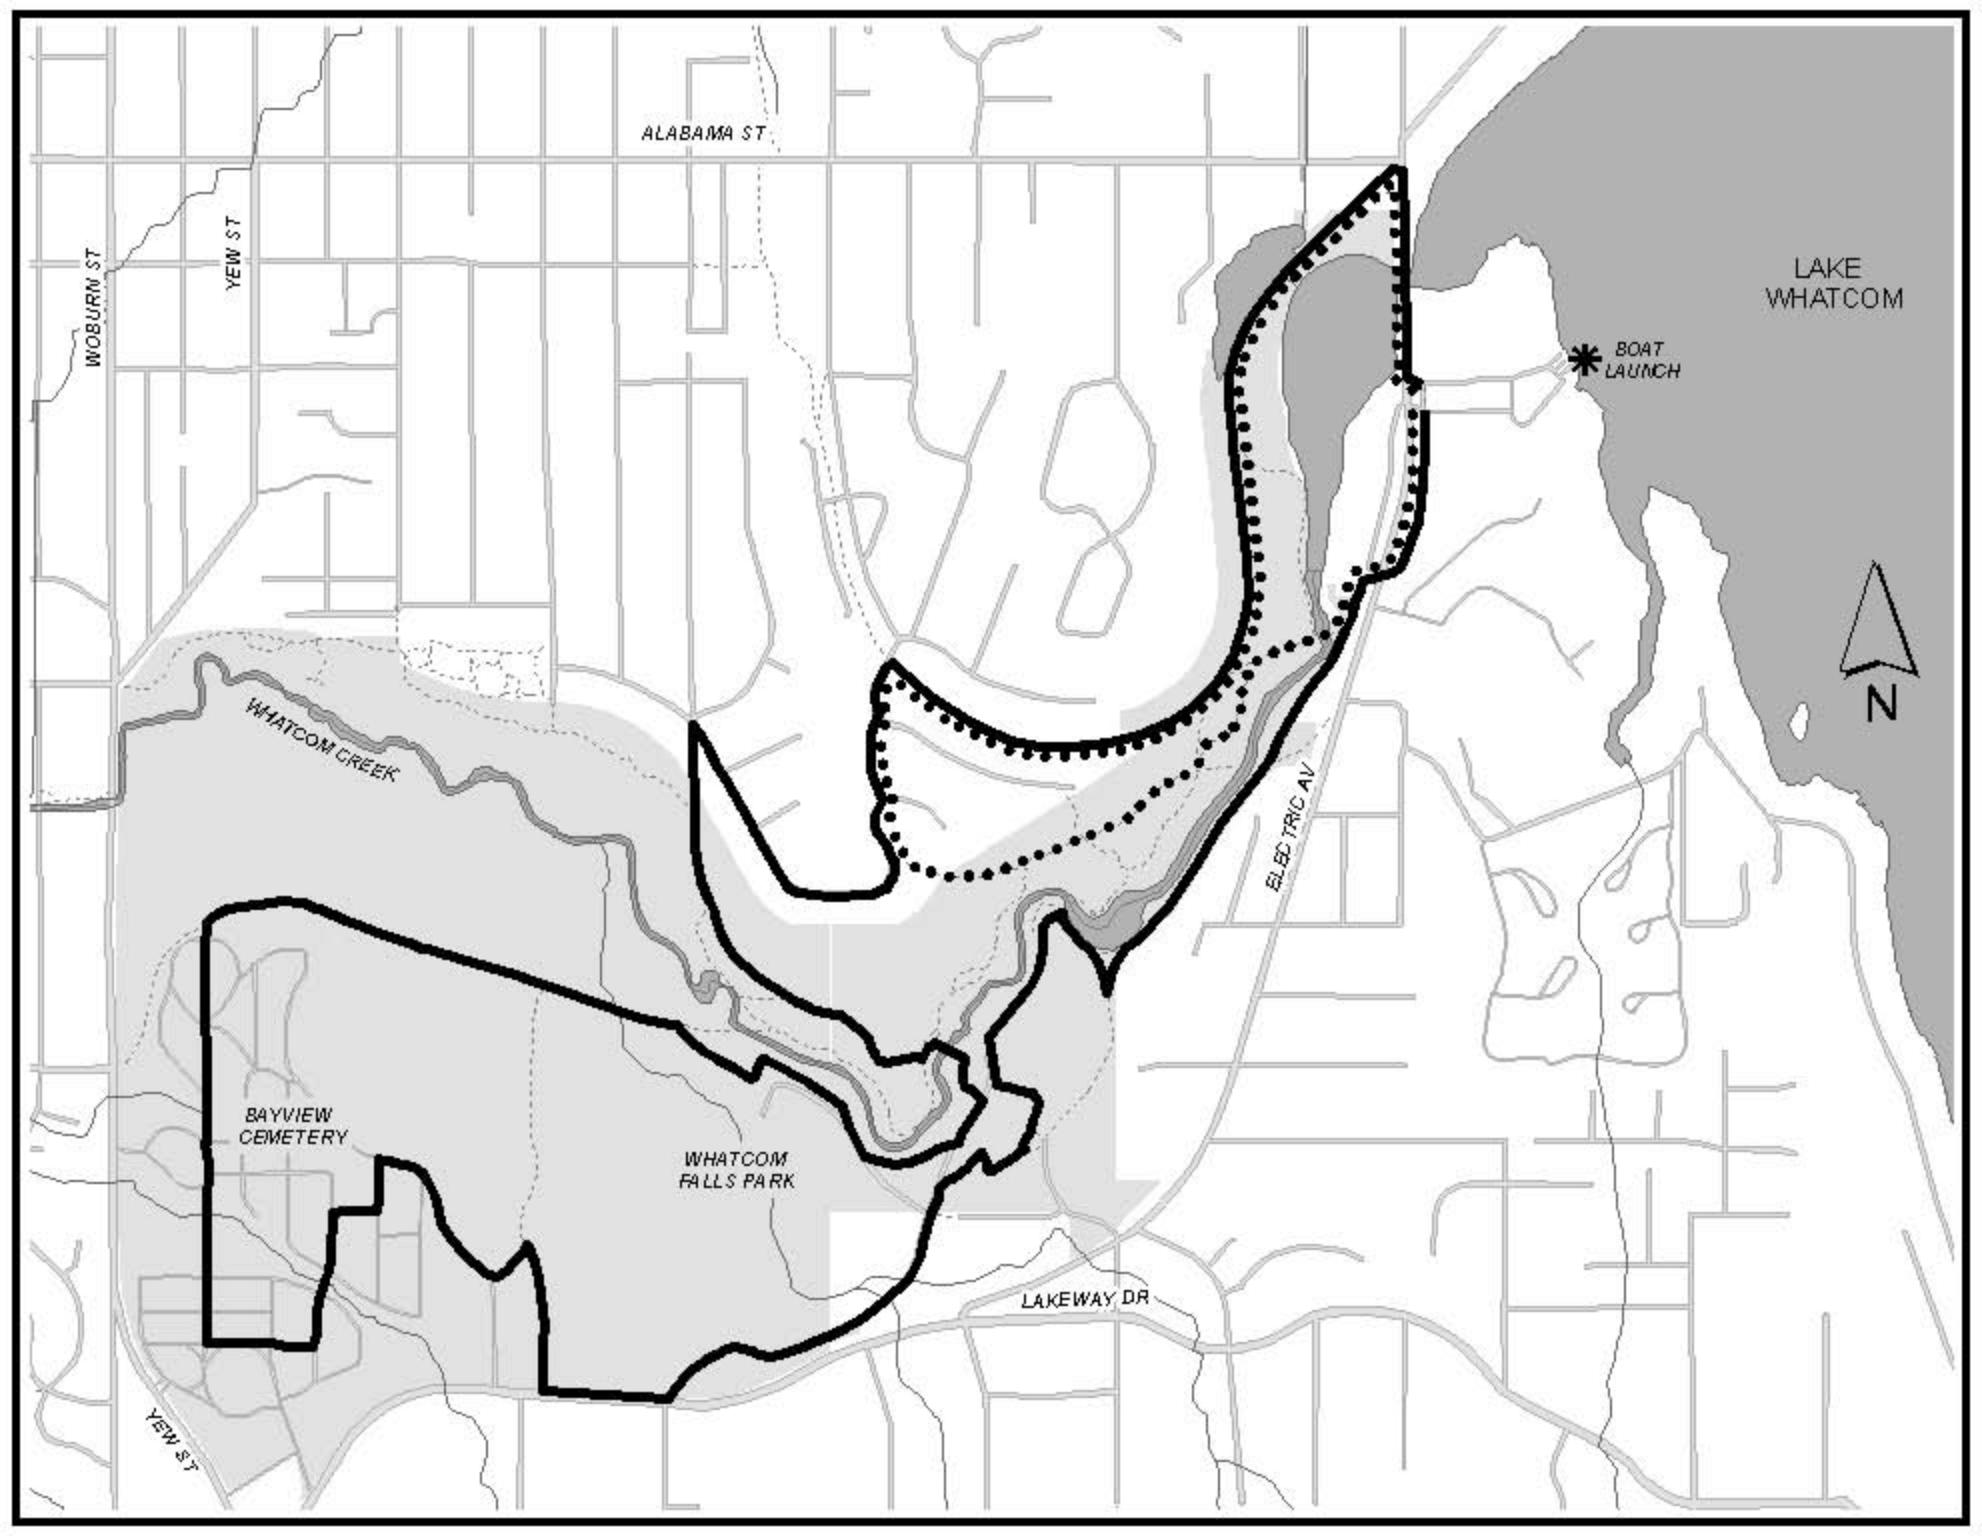 ALABAMA ST
YEW ST
WOBURN ST
LAKE
WHATCOM
BOAT
LAUNCH
N
WHATCOM CREEK
ELECTRIC AV
BAYVIEW
CEMETERY
WHATCOM
FALLS PARK
LAKEWAY DR
YEW ST